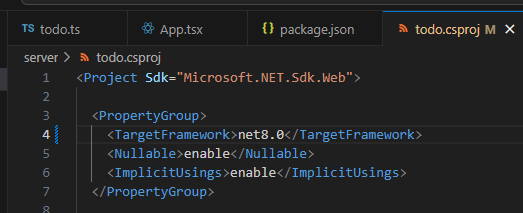 TS todo.ts App.tsx {} package.json todo.csproj M ×
server > todo.csproj
1 <Project Sdk="Microsoft.NET.Sdk.Web">
2
3 <PropertyGroup>
4 <TargetFramework>net8.0</TargetFramework>
5 <Nullable>enable</Nullable>
6 <ImplicitUsings>enable</ImplicitUsings>
7 </PropertyGroup>
8